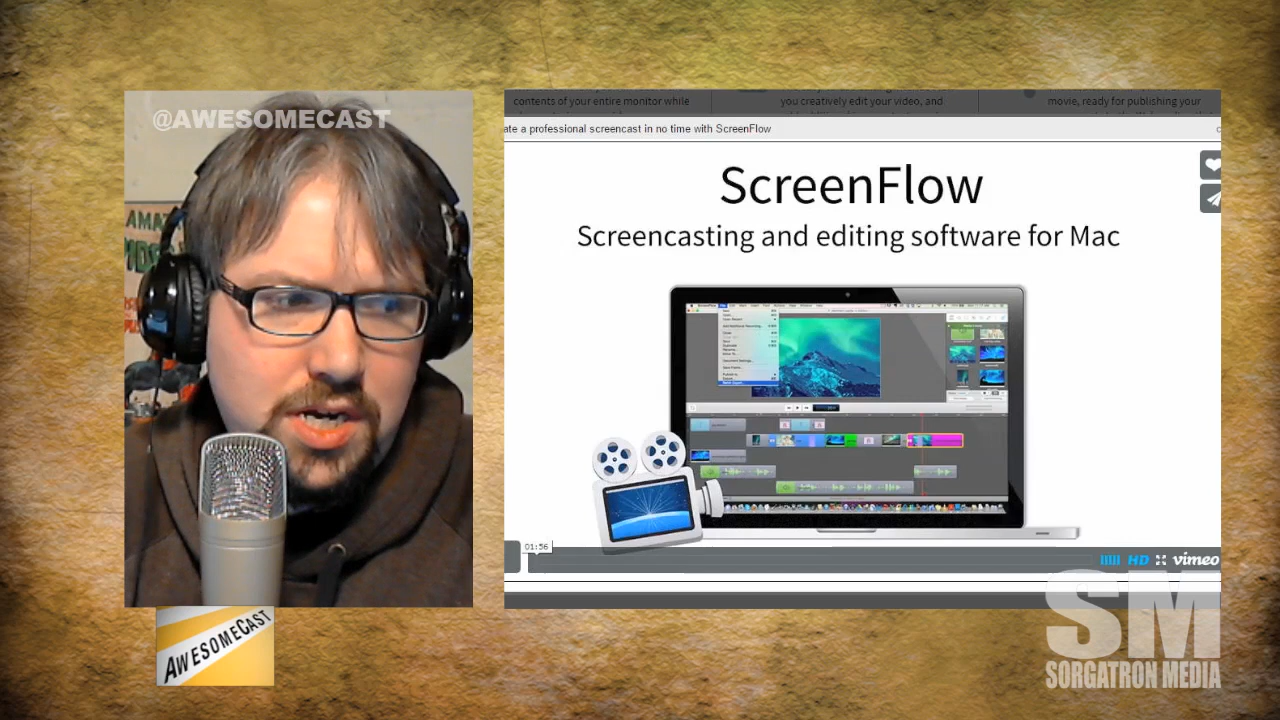 @AWESOMECAST
AMAZ
contents of your entire monitor while
you creatively edit your video, and
movie, ready for publishing your
ate a professional screencast in no time with ScreenFlow
ScreenFlow
Screencasting and editing software for Mac
01:56
HD
vimeo
AWESOMECAST
SM
SORGATRON MEDIA